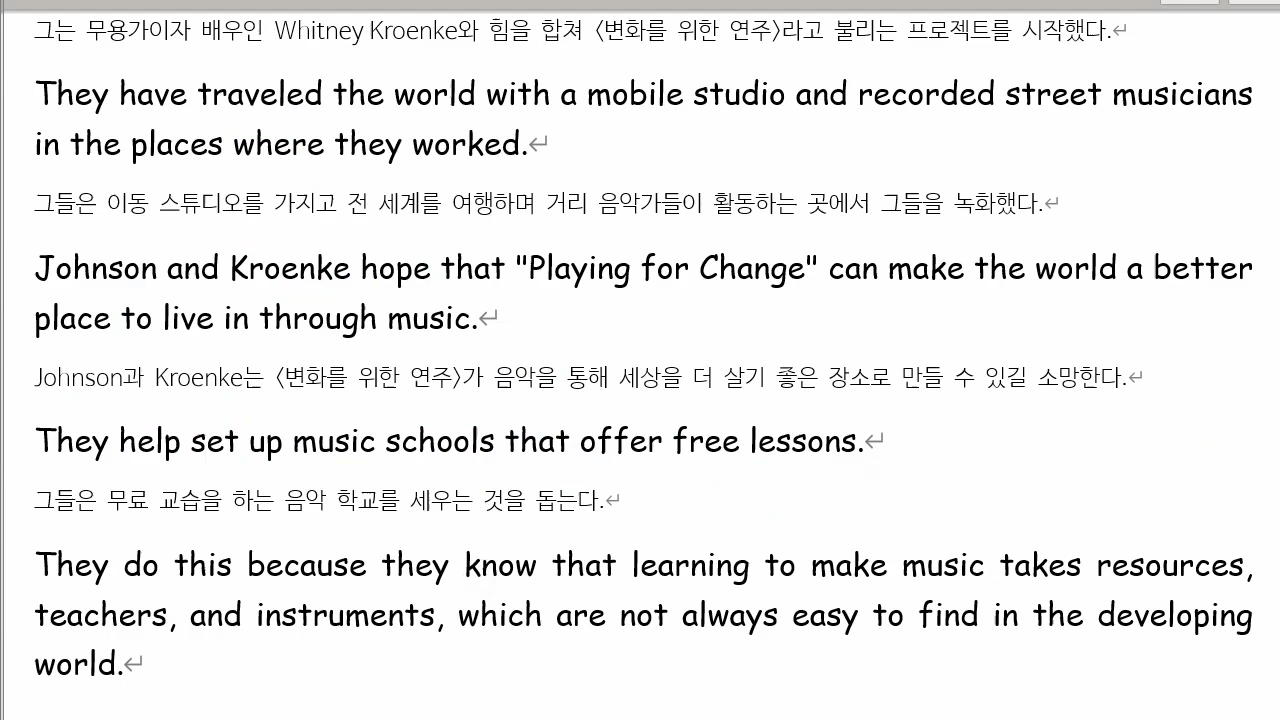 그는 무용가이자 배우인 Whitney Kroenke와 힘을 합쳐 〈변화를 위한 연주〉라고 불리는 프로젝트를 시작했다.↵
They have traveled the world with a mobile studio and recorded street musicians
in the places where they worked.↵
그들은 이동 스튜디오를 가지고 전 세계를 여행하며 거리 음악가들이 활동하는 곳에서 그들을 녹화했다.↵
Johnson and Kroenke hope that "Playing for Change" can make the world a better
place to live in through music.↵
Johnson과 Kroenke는 〈변화를 위한 연주〉가 음악을 통해 세상을 더 살기 좋은 장소로 만들 수 있길 소망한다.↵
They help set up music schools that offer free lessons.↵
그들은 무료 교습을 하는 음악 학교를 세우는 것을 돕는다.↵
They do this because they know that learning to make music takes resources,
teachers, and instruments, which are not always easy to find in the developing
world.↵